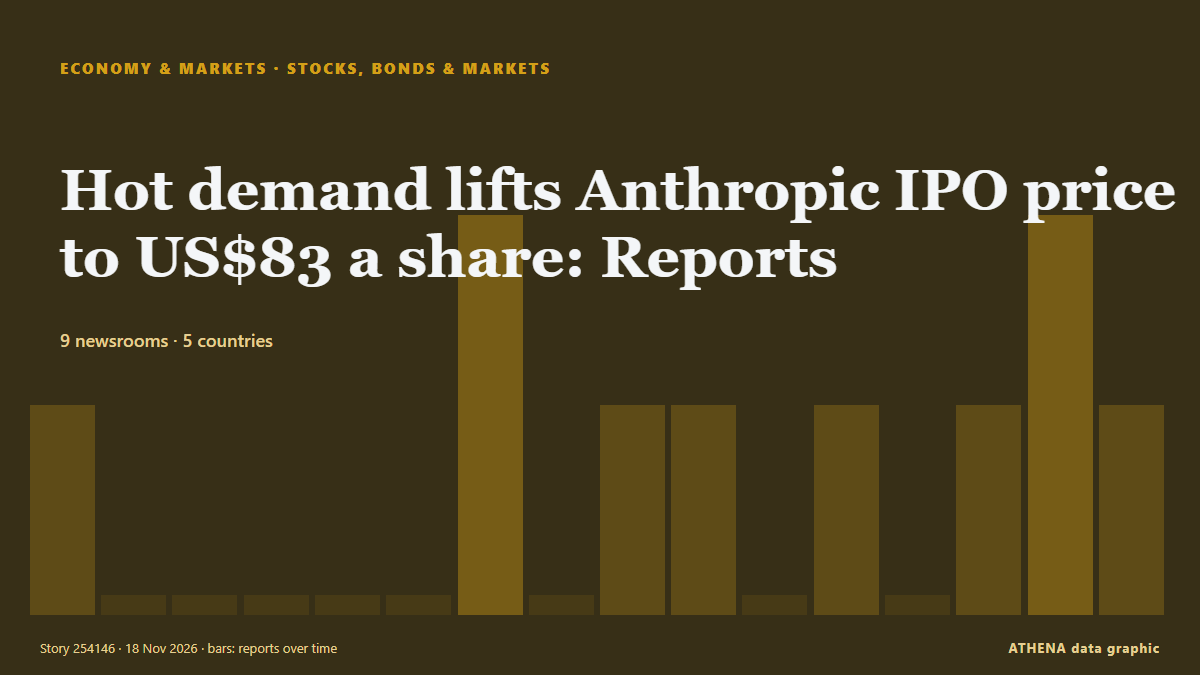 ECONOMY & MARKETS · STOCKS, BONDS & MARKETS
Hot demand lifts Anthropic IPO price
to US$83 a share: Reports
9 newsrooms · 5 countries
Story 254146 · 18 Nov 2026 · bars: reports over time
ATHENA data graphic